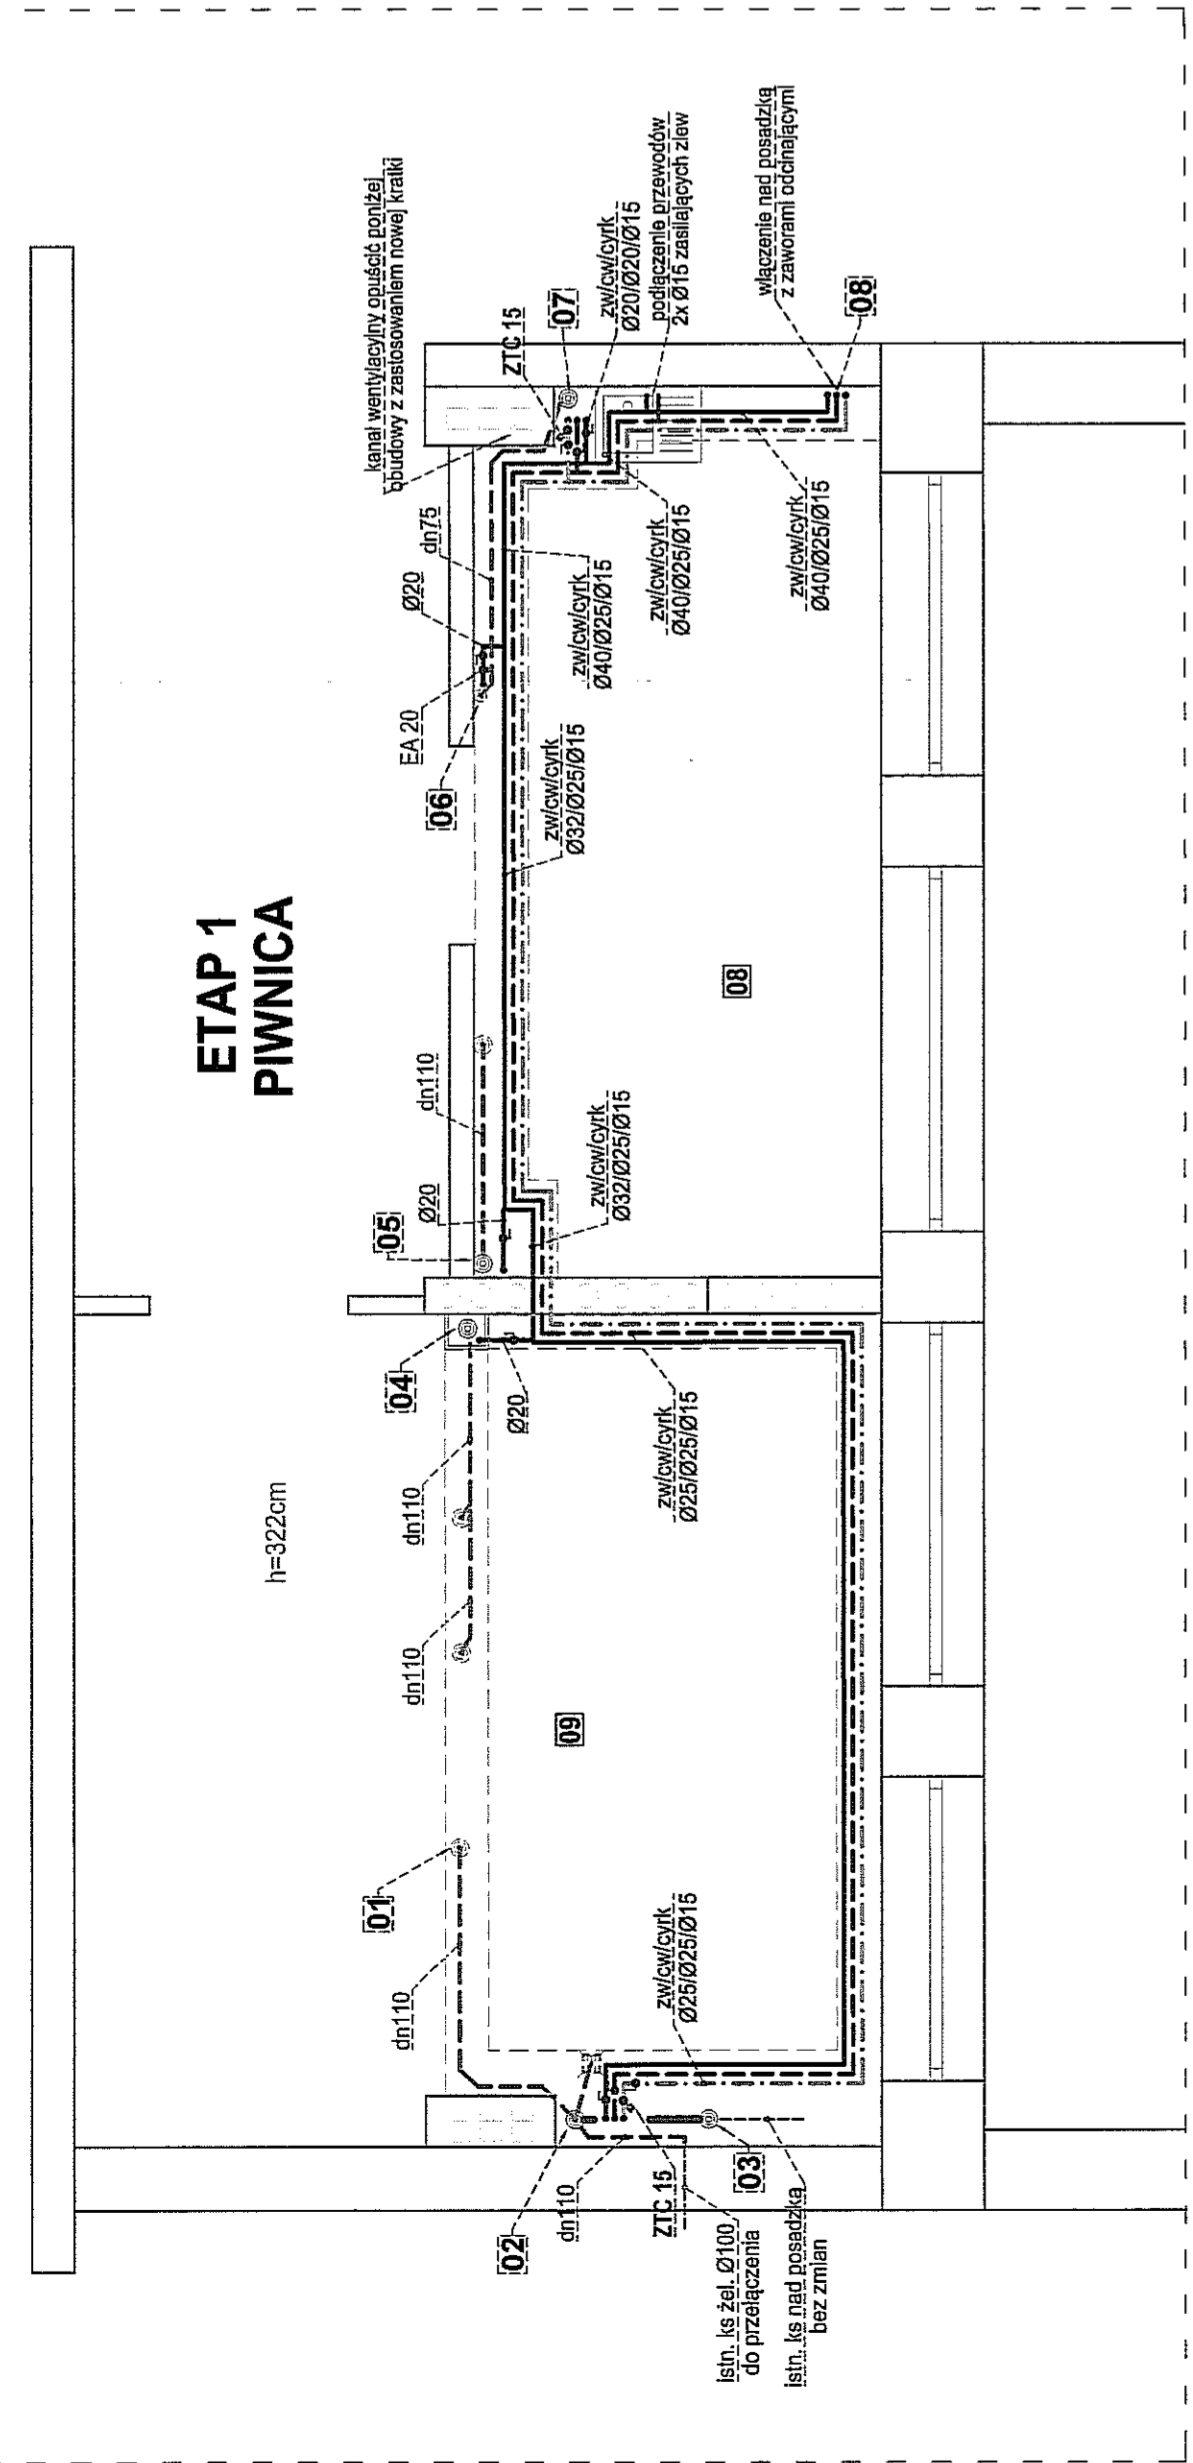 ETAP 1
PIWNICA
h=322cm
kanał wentylacyjny opuścić poniżej
obudowy z zastosowaniem nowej kratki
ZTC 15
07
zw/cw/cyrk
Ø20/Ø20/Ø15
podłączenie przewodów
2x Ø15 zasilających zlew
włączenie nad posadzką
z zaworami odcinającymi
08
dn75
Ø20
EA 20
06
zw/cw/cyrk
Ø40/Ø25/Ø15
zw/cw/cyrk
Ø40/Ø25/Ø15
zw/cw/cyrk
Ø40/Ø25/Ø15
zw/cw/cyrk
Ø32/Ø25/Ø15
08
dn110
Ø20
05
zw/cw/cyrk
Ø32/Ø25/Ø15
04
Ø20
dn110
dn110
zw/cw/cyrk
Ø25/Ø25/Ø15
09
01
dn110
zw/cw/cyrk
Ø25/Ø25/Ø15
02
dn110
ZTC 15
03
istn. ks żel. Ø100
do przełączenia
istn. ks nad posadzką
bez zmian